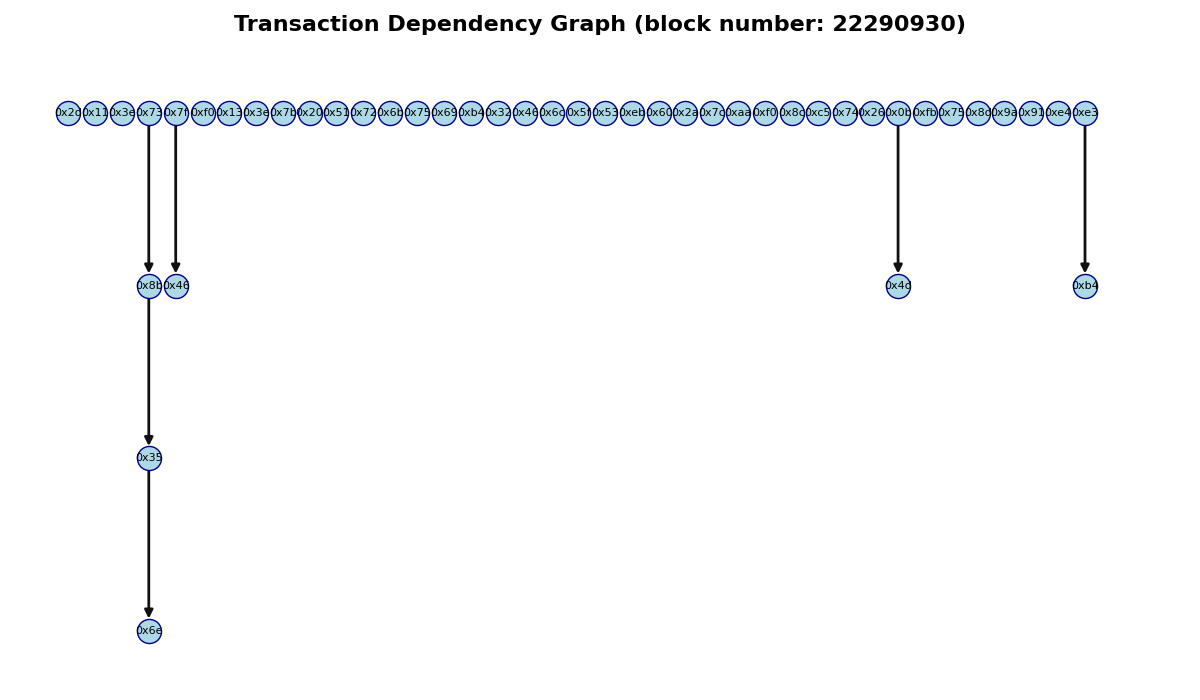 Transaction Dependency Graph (block number: 22290930)
0x2d 0x11 0x3e 0x73 0x7f 0xf0 0x13 0x3e 0x7b 0x20 0x51 0x72 0x6b 0x75 0x69 0xb4 0x32 0x46 0x6c 0x5f 0x53 0xeb 0x60 0x2a 0x7c 0xaa 0xf0 0x8c 0xc5 0x74 0x26 0x0b 0xfb 0x75 0x8d 0x9a 0x91 0xe4 0xe3
0x8b 0x46 0x4d 0xb4
0x35
0x6e